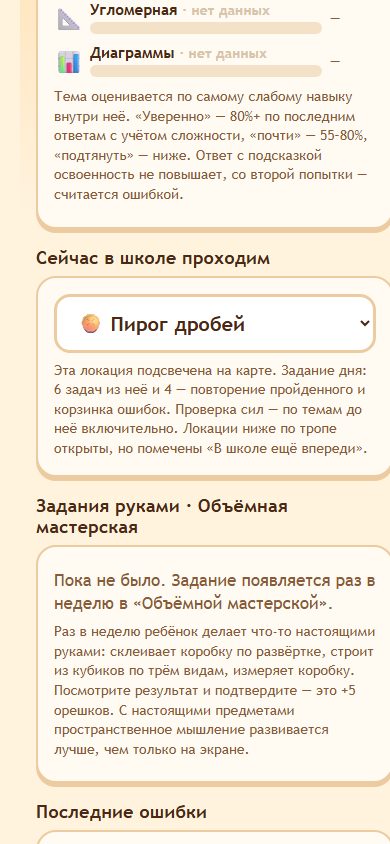 Угломерная · нет данных
—
Диаграммы · нет данных
—
Тема оценивается по самому слабому навыку
внутри неё. «Уверенно» — 80%+ по последним
ответам с учётом сложности, «почти» — 55–80%,
«подтянуть» — ниже. Ответ с подсказкой
освоенность не повышает, со второй попытки —
считается ошибкой.
Сейчас в школе проходим
Пирог дробей
Эта локация подсвечена на карте. Задание дня:
6 задач из неё и 4 — повторение пройденного и
корзинка ошибок. Проверка сил — по темам до
неё включительно. Локации ниже по тропе
открыты, но помечены «В школе ещё впереди».
Задания руками · Объёмная
мастерская
Пока не было. Задание появляется раз в
неделю в «Объёмной мастерской».
Раз в неделю ребёнок делает что-то настоящими
руками: склеивает коробку по развёртке, строит
из кубиков по трём видам, измеряет коробку.
Посмотрите результат и подтвердите — это +5
орешков. С настоящими предметами
пространственное мышление развивается
лучше, чем только на экране.
Последние ошибки